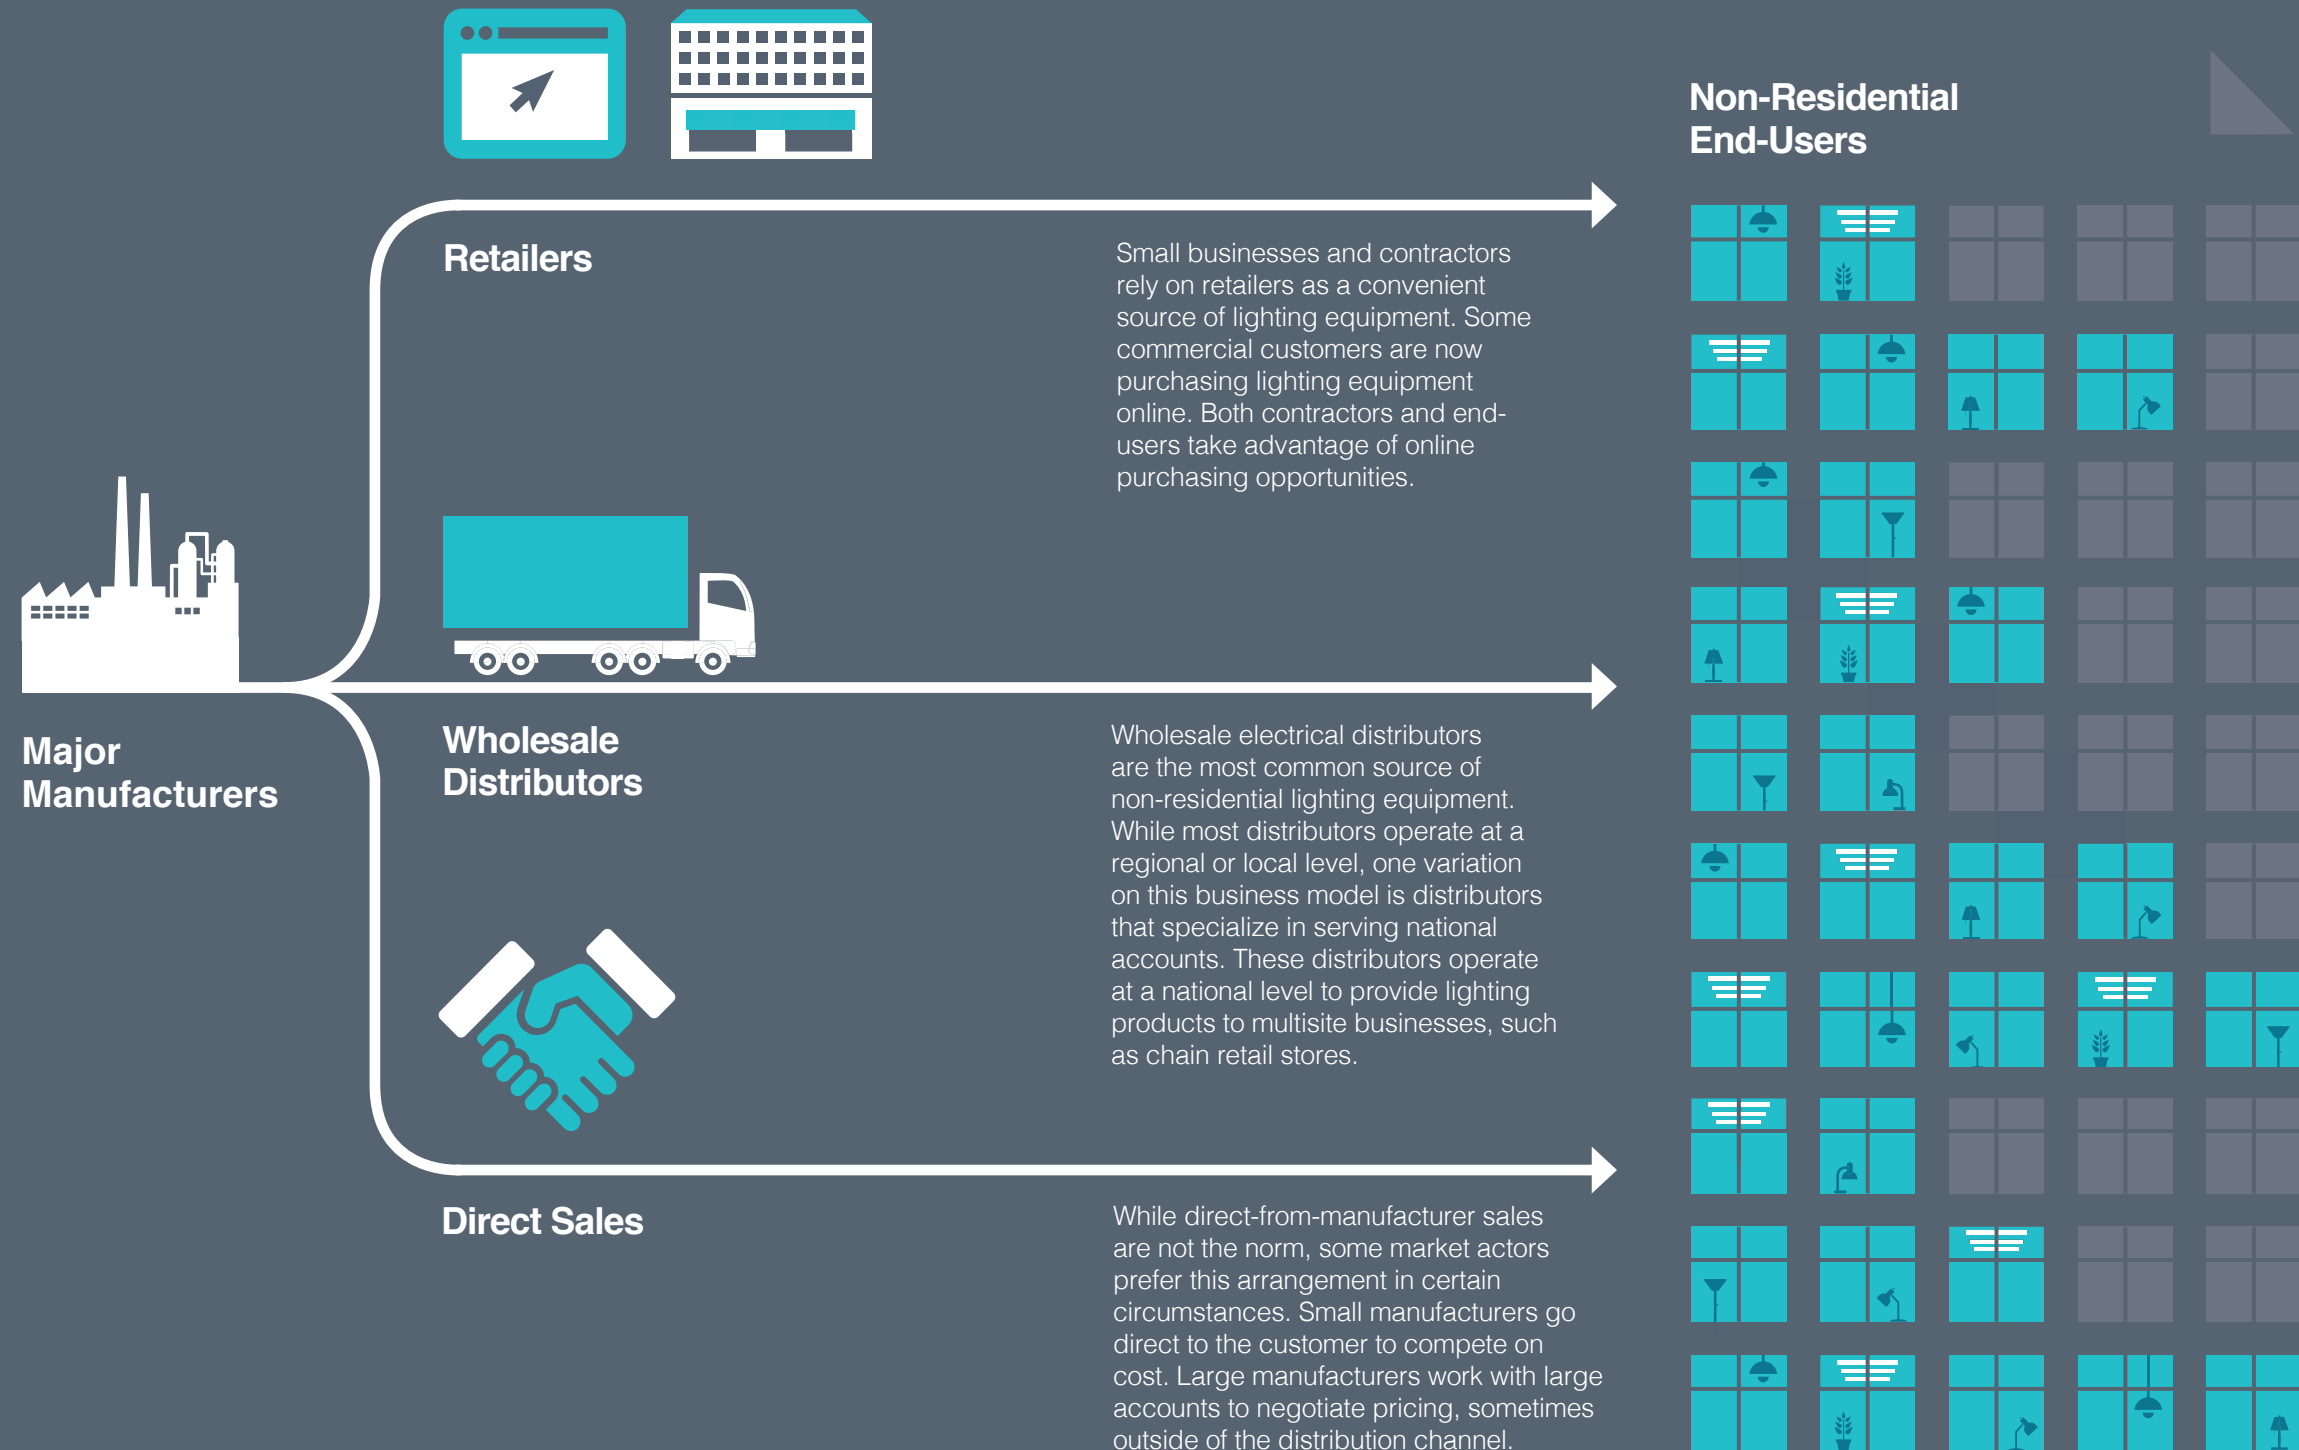 Non-Residential
End-Users
Retailers
Small businesses and contractors
rely on retailers as a convenient
source of lighting equipment. Some
commercial customers are now
purchasing lighting equipment
online. Both contractors and end-
users take advantage of online
purchasing opportunities.
Major
Manufacturers
Wholesale
Distributors
Wholesale electrical distributors
are the most common source of
non-residential lighting equipment.
While most distributors operate at a
regional or local level, one variation
on this business model is distributors
that specialize in serving national
accounts. These distributors operate
at a national level to provide lighting
products to multisite businesses, such
as chain retail stores.
Direct Sales
While direct-from-manufacturer sales
are not the norm, some market actors
prefer this arrangement in certain
circumstances. Small manufacturers go
direct to the customer to compete on
cost. Large manufacturers work with large
accounts to negotiate pricing, sometimes
outside of the distribution channel.